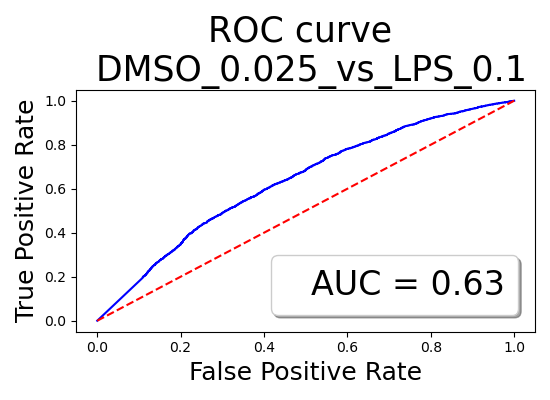 ROC curve
DMSO_0.025_vs_LPS_0.1
True Positive Rate
1.0
0.8
0.6
0.4
0.2
0.0
AUC = 0.63
0.0 0.2 0.4 0.6 0.8 1.0
False Positive Rate